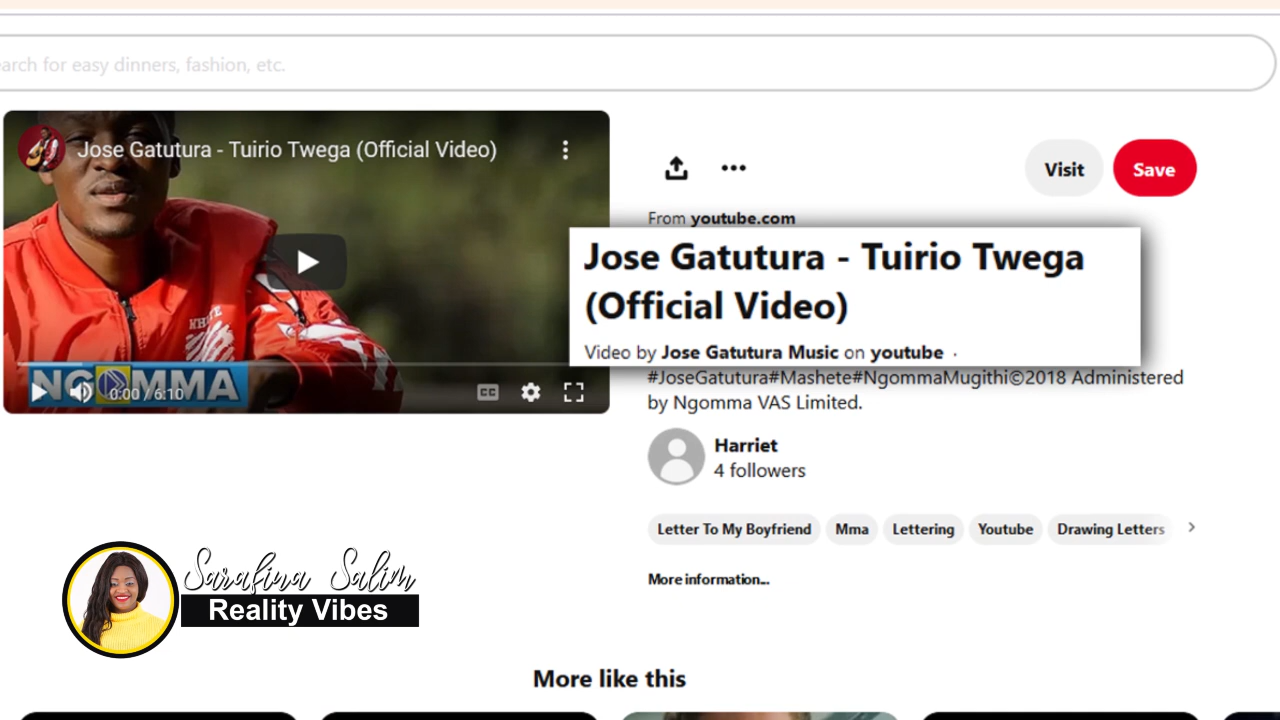 earch for easy dinners, fashion, etc.
Jose Gatutura - Tuirio Twega (Official Video)
Visit
Save
From youtube.com
Jose Gatutura - Tuirio Twega
(Official Video)
Video by Jose Gatutura Music on youtube ·
#JoseGatutura#Mashete#NgommaMugithi©2018 Administered
by Ngomma VAS Limited.
NGOMMA
0:00 / 6:10
CC
Harriet
4 followers
Letter To My Boyfriend
Mma
Lettering
Youtube
Drawing Letters
More information...
Sarafina Salim
Reality Vibes
More like this